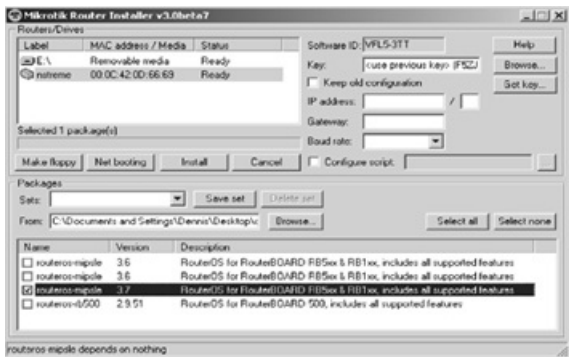 Mikrotik Router Installer v3.0beta7
Routers/Drives
Label MAC address / Media Status
E:\ Removable media Ready
nstreme 00:0C:42:0D:66:69 Ready
Selected 1 package(s)
Make floppy Net booting Install Cancel
Software ID: VFL5-3TT Help
Key: <use previous key> (F5ZJ Browse...
Keep old configuration Get key...
IP address: /
Gateway:
Baud rate:
Configure script:
Packages
Sets: Save set Delete set
From: C:\Documents and Settings\Dennis\Desktop\ Browse... Select all Select none
Name Version Description
routeros-mipsle 3.6 RouterOS for RouterBOARD RB5xx & RB1xx, includes all supported features
routeros-mipsle 3.6 RouterOS for RouterBOARD RB5xx & RB1xx, includes all supported features
routeros-mipsle 3.7 RouterOS for RouterBOARD RB5xx & RB1xx, includes all supported features
routeros-rb500 2.9.51 RouterOS for RouterBOARD 500, includes all supported features
routeros-mipsle depends on nothing